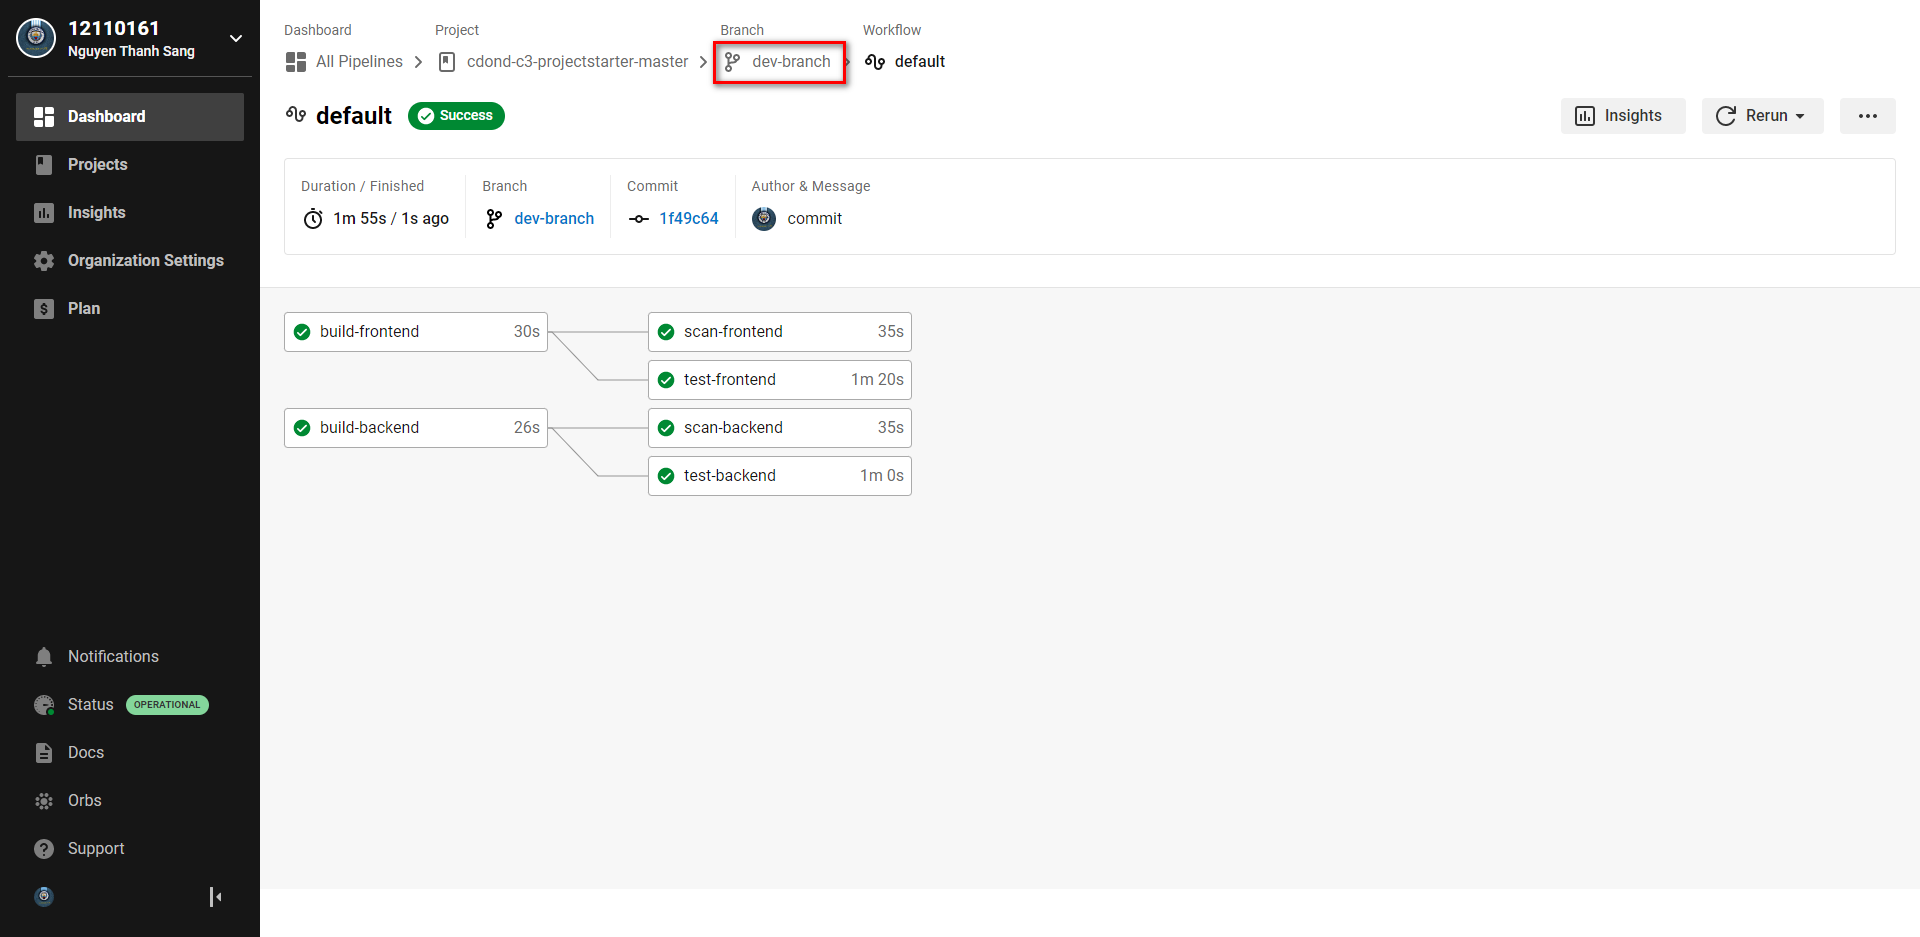 12110161
Nguyen Thanh Sang
Dashboard
Projects
Insights
Organization Settings
Plan
Notifications
Status OPERATIONAL
Docs
Orbs
Support
Dashboard Project Branch Workflow
All Pipelines cdond-c3-projectstarter-master dev-branch default
default Success
Insights Rerun
Duration / Finished Branch Commit Author & Message
1m 55s / 1s ago dev-branch 1f49c64 commit
build-frontend 30s scan-frontend 35s
test-frontend 1m 20s
build-backend 26s scan-backend 35s
test-backend 1m 0s